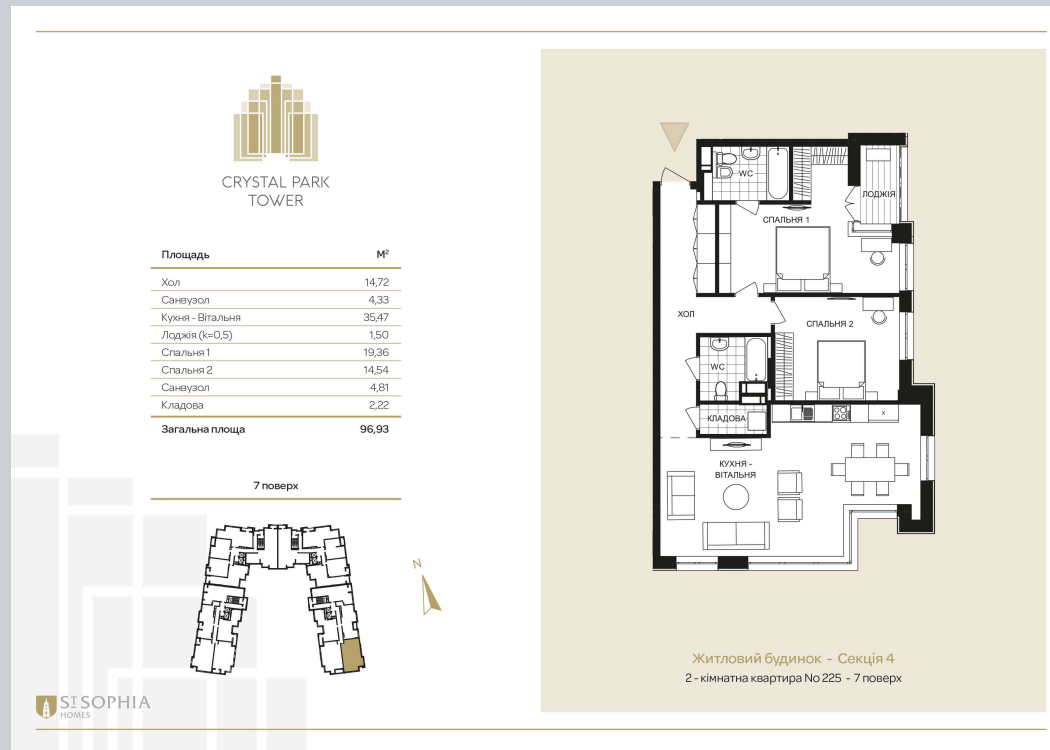 CRYSTAL PARK
TOWER
Площадь М²
Хол 14,72
Санвузол 4,33
Кухня - Вітальня 35,47
Лоджія (k=0,5) 1,50
Спальня 1 19,36
Спальня 2 14,54
Санвузол 4,81
Кладова 2,22
Загальна площа 96,93
7 поверх
N
ST SOPHIA
HOMES
WC
ЛОДЖІЯ
СПАЛЬНЯ 1
ХОЛ
СПАЛЬНЯ 2
WC
КЛАДОВА
X
КУХНЯ -
ВІТАЛЬНЯ
Житловий будинок - Секція 4
2 - кімнатна квартира No 225 - 7 поверх